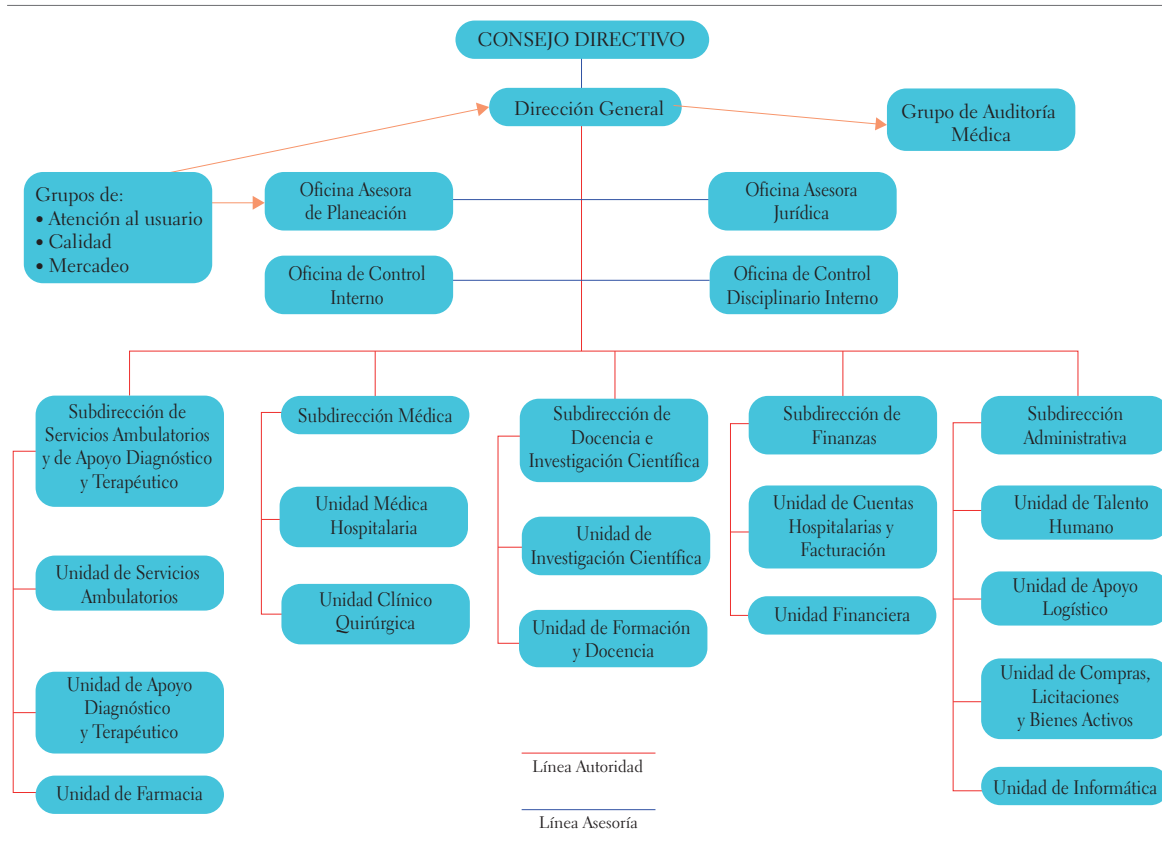 CONSEJO DIRECTIVO
Dirección General
Grupo de Auditoría
Médica
Grupos de:
• Atención al usuario
• Calidad
• Mercadeo
Oficina Asesora
de Planeación
Oficina Asesora
Jurídica
Oficina de Control
Interno
Oficina de Control
Disciplinario Interno
Subdirección de
Servicios Ambulatorios
y de Apoyo Diagnóstico
y Terapéutico
Unidad de Servicios
Ambulatorios
Unidad de Apoyo
Diagnóstico
y Terapéutico
Unidad de Farmacia
Subdirección Médica
Unidad Médica
Hospitalaria
Unidad Clínico
Quirúrgica
Subdirección de
Docencia e
Investigación Científica
Unidad de
Investigación Científica
Unidad de Formación
y Docencia
Subdirección de
Finanzas
Unidad de Cuentas
Hospitalarias y
Facturación
Unidad Financiera
Subdirección
Administrativa
Unidad de Talento
Humano
Unidad de Apoyo
Logístico
Unidad de Compras,
Licitaciones
y Bienes Activos
Unidad de Informática
Línea Autoridad
Línea Asesoría